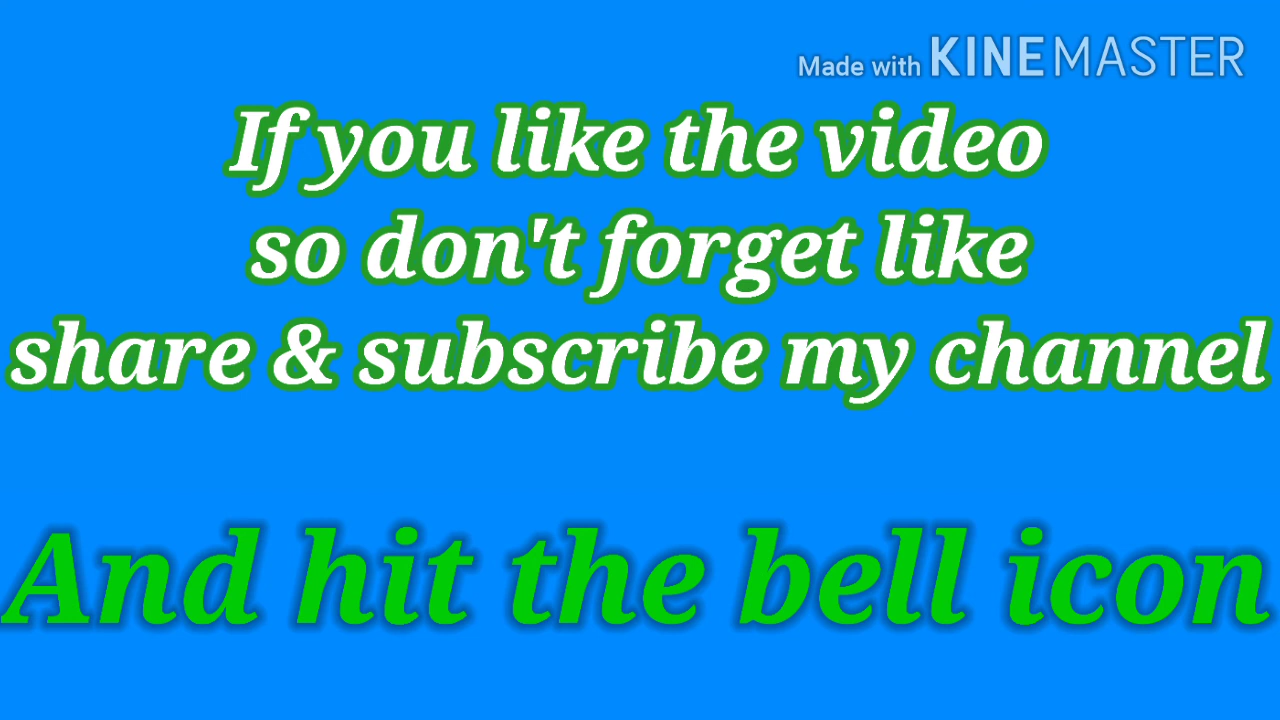 Made with KINEMASTER
If you like the video
so don't forget like
share & subscribe my channel
And hit the bell icon